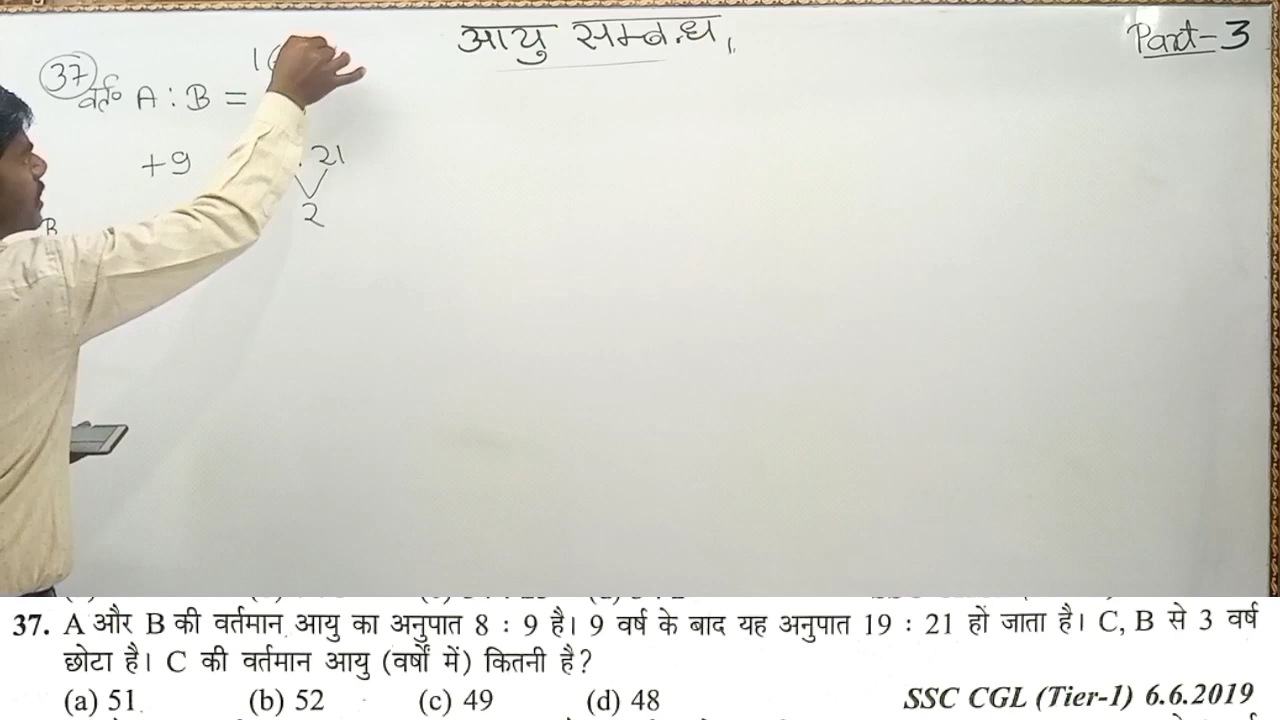 आयु सम्बन्ध,
Part-3
37
वर्त० A : B =
+9 21
2
B
37. A और B की वर्तमान आयु का अनुपात 8 : 9 है। 9 वर्ष के बाद यह अनुपात 19 : 21 हो जाता है। C, B से 3 वर्ष
छोटा है। C की वर्तमान आयु (वर्षों में) कितनी है?
(a) 51 (b) 52 (c) 49 (d) 48 SSC CGL (Tier-1) 6.6.2019